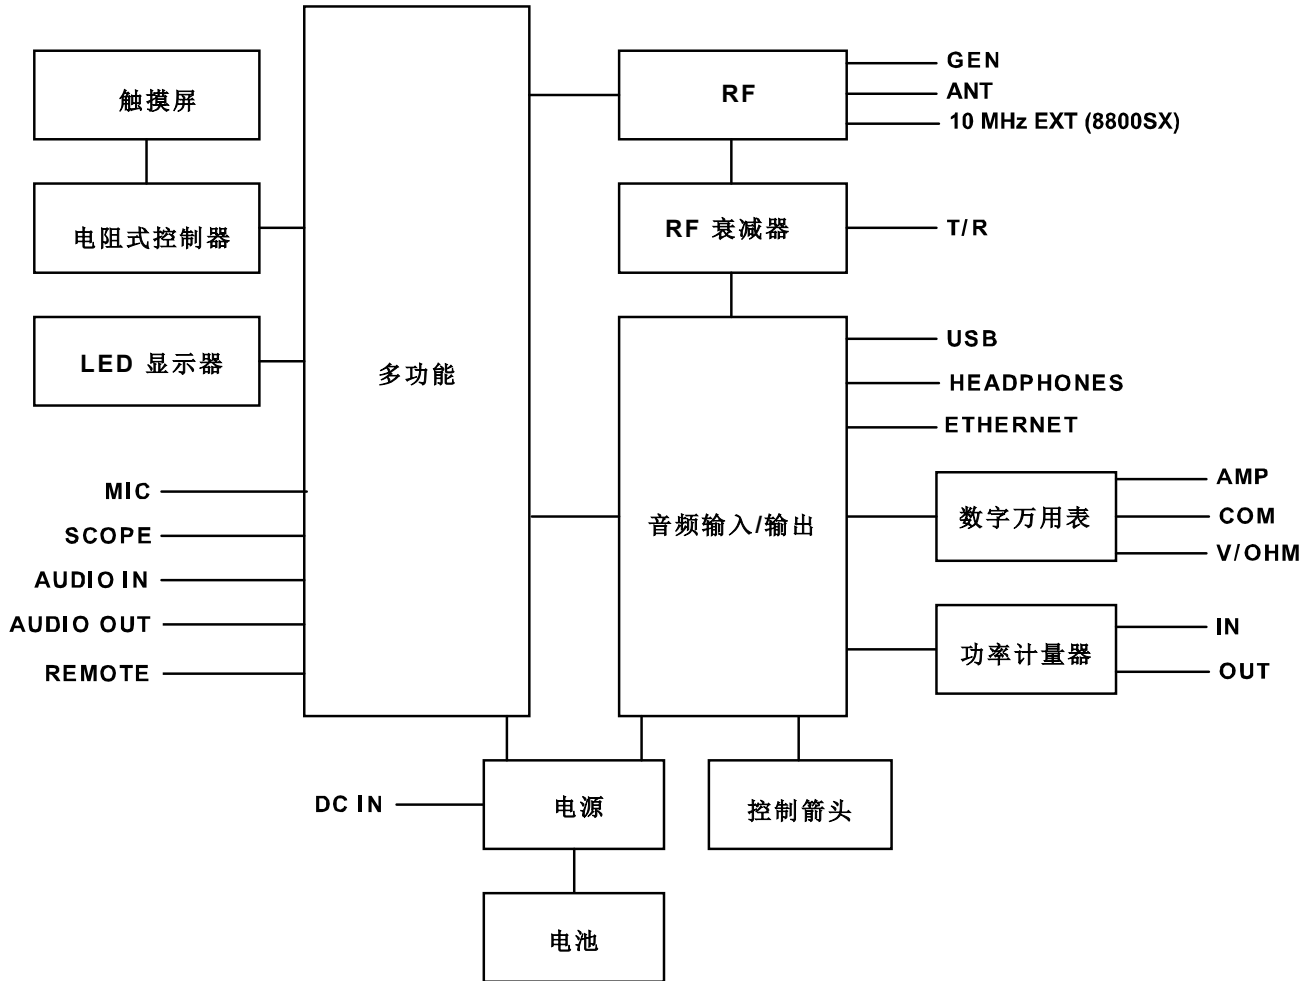 GEN
触摸屏
RF
ANT
10 MHz EXT (8800SX)
电阻式控制器
RF 衰减器
T/R
LED 显示器
多功能
USB
HEADPHONES
ETHERNET
MIC
SCOPE
AUDIO IN
AUDIO OUT
REMOTE
音频输入/输出
数字万用表
AMP
COM
V/OHM
功率计量器
IN
OUT
DC IN
电源
控制箭头
电池